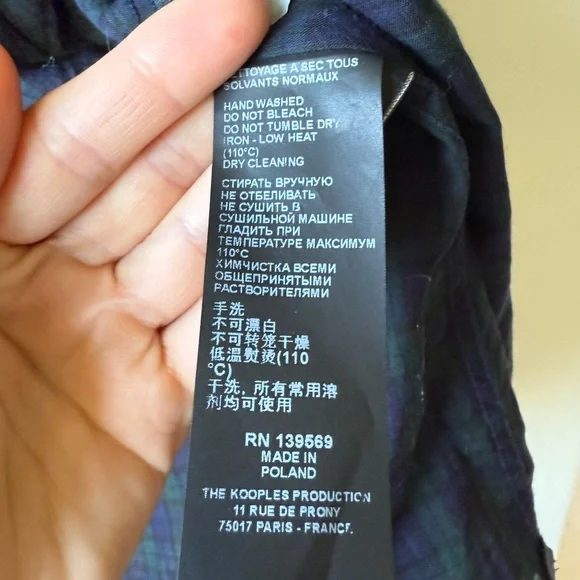 NETTOYAGE A SEC TOUS
SOLVANTS NORMAUX
HAND WASHED
DO NOT BLEACH
DO NOT TUMBLE DRY
IRON - LOW HEAT
(110°C)
DRY CLEANING
СТИРАТЬ ВРУЧНУЮ
НЕ ОТБЕЛИВАТЬ
НЕ СУШИТЬ В
СУШИЛЬНОЙ МАШИНЕ
ГЛАДИТЬ ПРИ
ТЕМПЕРАТУРЕ МАКСИМУМ
110°C
ХИМЧИСТКА ВСЕМИ
ОБЩЕПРИНЯТЫМИ
РАСТВОРИТЕЛЯМИ
手洗
不可漂白
不可转笼干燥
低温熨烫(110
°C)
干洗，所有常用溶
剂均可使用
RN 139569
MADE IN
POLAND
THE KOOPLES PRODUCTION
11 RUE DE PRONY
75017 PARIS - FRANCE.